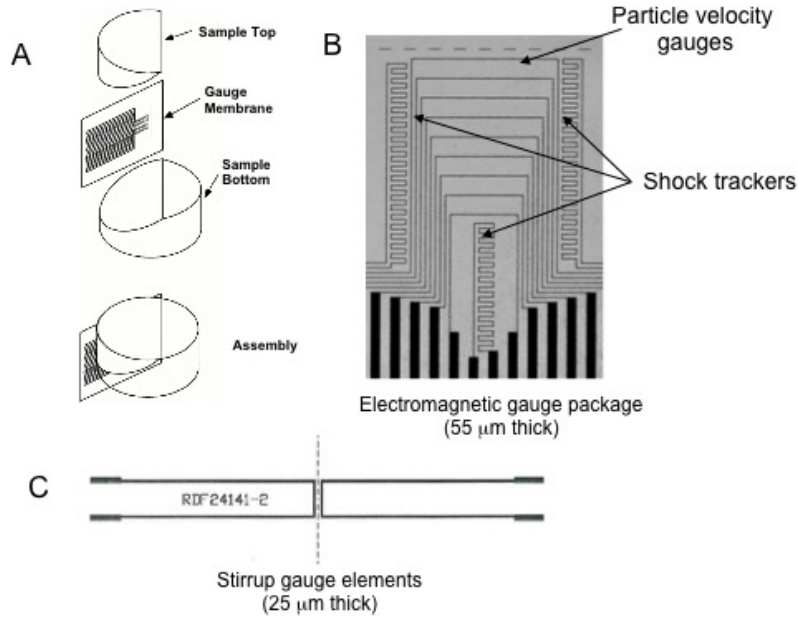 A
Sample Top
Gauge
Membrane
Sample
Bottom
Assembly
B
Particle velocity
gauges
Shock trackers
Electromagnetic gauge package
(55 μm thick)
C
RDF24141-2
Stirrup gauge elements
(25 μm thick)